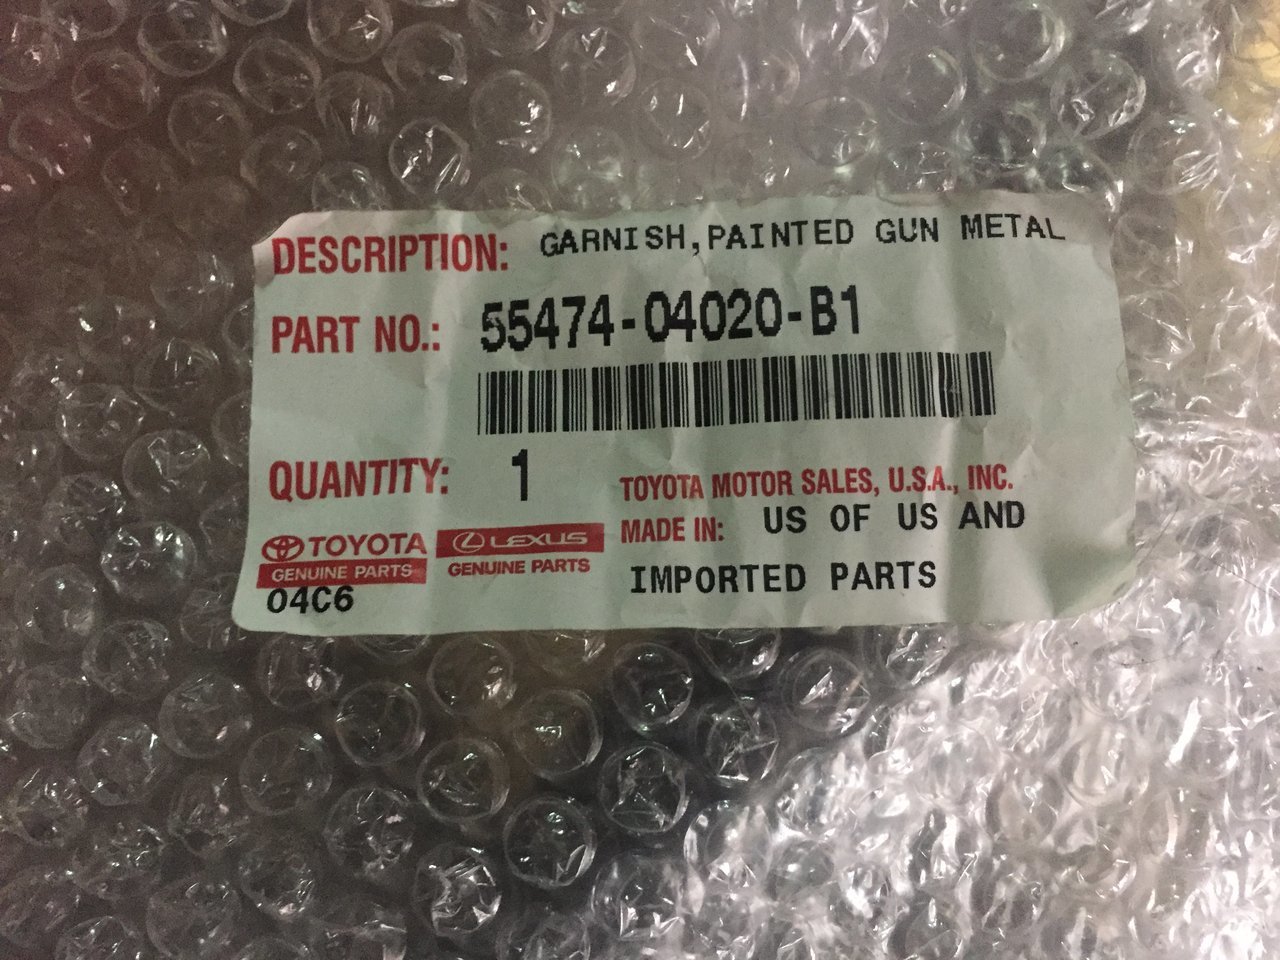 DESCRIPTION: GARNISH,PAINTED GUN METAL
PART NO.: 55474-04020-B1
QUANTITY: 1
TOYOTA MOTOR SALES, U.S.A., INC.
MADE IN: US OF US AND
IMPORTED PARTS
TOYOTA
GENUINE PARTS
LEXUS
GENUINE PARTS
04C6